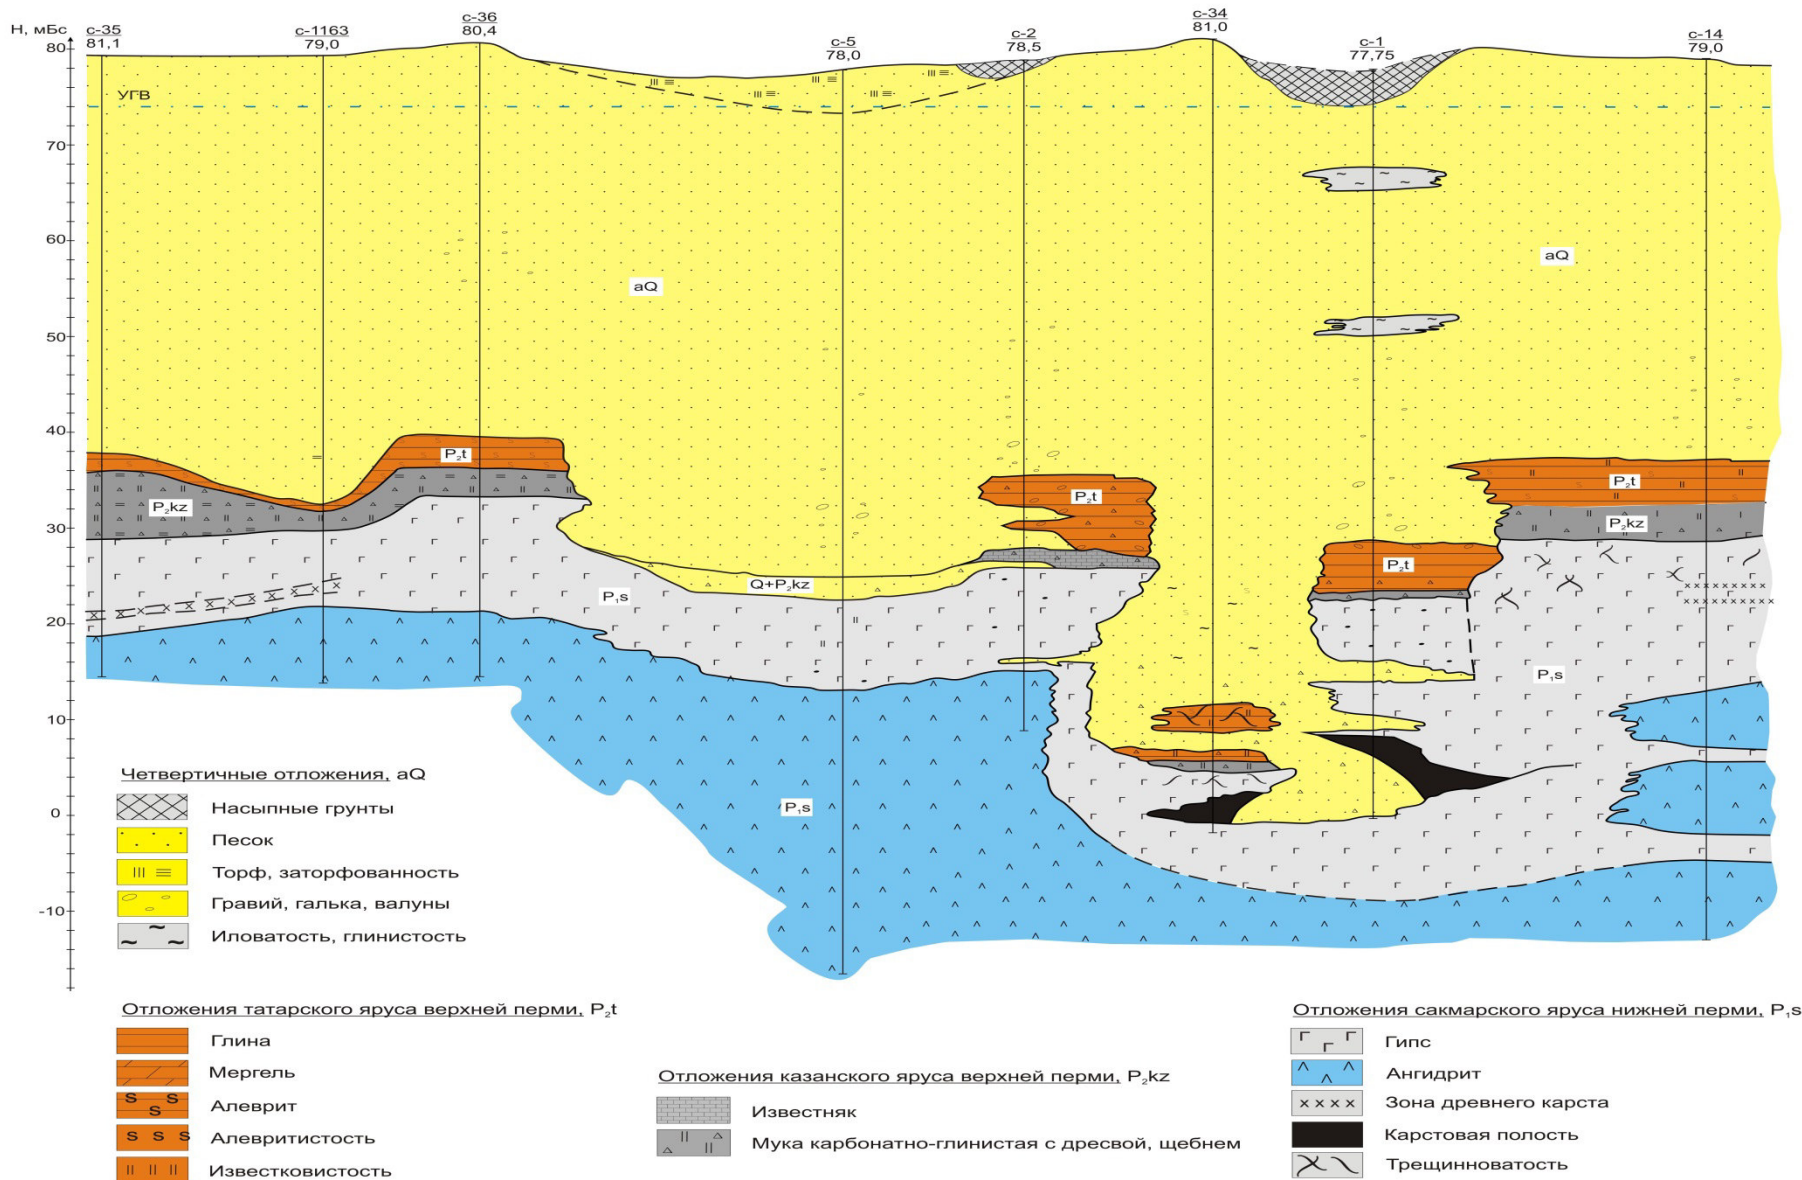 Н, мБс
с-35
81,1
с-1163
79,0
с-36
80,4
с-5
78,0
с-2
78,5
с-34
81,0
с-1
77,75
с-14
79,0
80
УГВ
70
60
aQ
aQ
50
40
P₂t
P₂t
P₂t
P₂t
P₂kz
P₂kz
30
Q+P₂kz
P₁s
20
P₁s
10
P₁s
0
-10
Четвертичные отложения, aQ
Насыпные грунты
Песок
Торф, заторфованность
Гравий, галька, валуны
Иловатость, глинистость
Отложения татарского яруса верхней перми, P₂t
Глина
Мергель
Алеврит
Алевритистость
Известковистость
Отложения казанского яруса верхней перми, P₂kz
Известняк
Мука карбонатно-глинистая с дресвой, щебнем
Отложения сакмарского яруса нижней перми, P₁s
Гипс
Ангидрит
Зона древнего карста
Карстовая полость
Трещинноватость